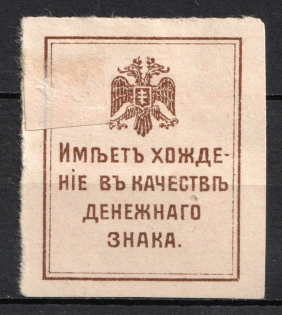 ИМѢЕТЪ ХОЖДЕ-
НІЕ ВЪ КАЧЕСТВѢ
ДЕНЕЖНАГО
ЗНАКА.